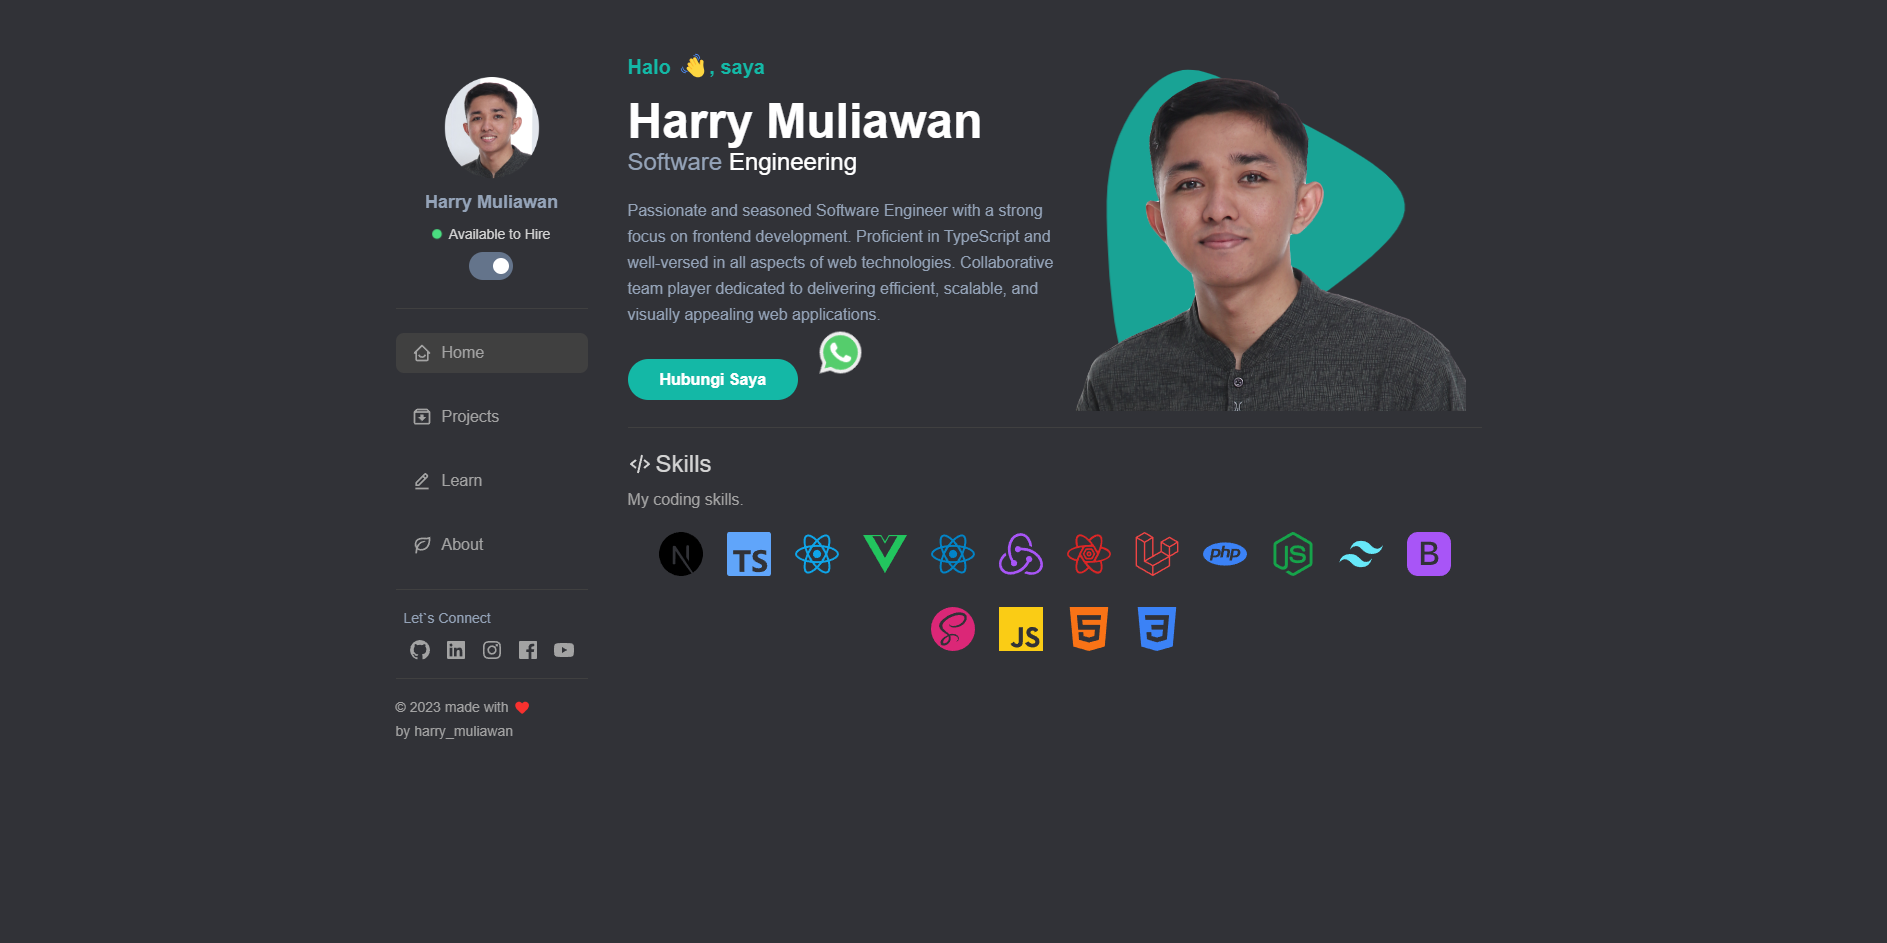 Harry Muliawan
Available to Hire
Home
Projects
Learn
About
Let`s Connect
© 2023 made with
by harry_muliawan
Halo 👋, saya
Harry Muliawan
Software Engineering
Passionate and seasoned Software Engineer with a strong
focus on frontend development. Proficient in TypeScript and
well-versed in all aspects of web technologies. Collaborative
team player dedicated to delivering efficient, scalable, and
visually appealing web applications.
Hubungi Saya
Skills
My coding skills.
N TS php JS B
JS 5 3